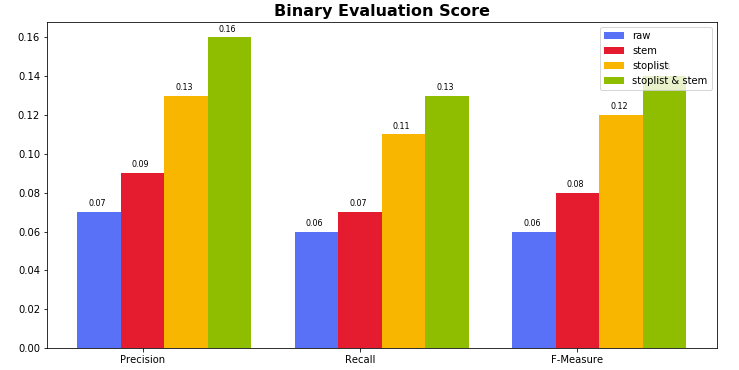 Binary Evaluation Score
0.16
0.14
0.12
0.10
0.08
0.06
0.04
0.02
0.00
0.07
0.09
0.13
0.16
0.06
0.07
0.11
0.13
0.06
0.08
0.12
raw
stem
stoplist
stoplist & stem
Precision
Recall
F-Measure